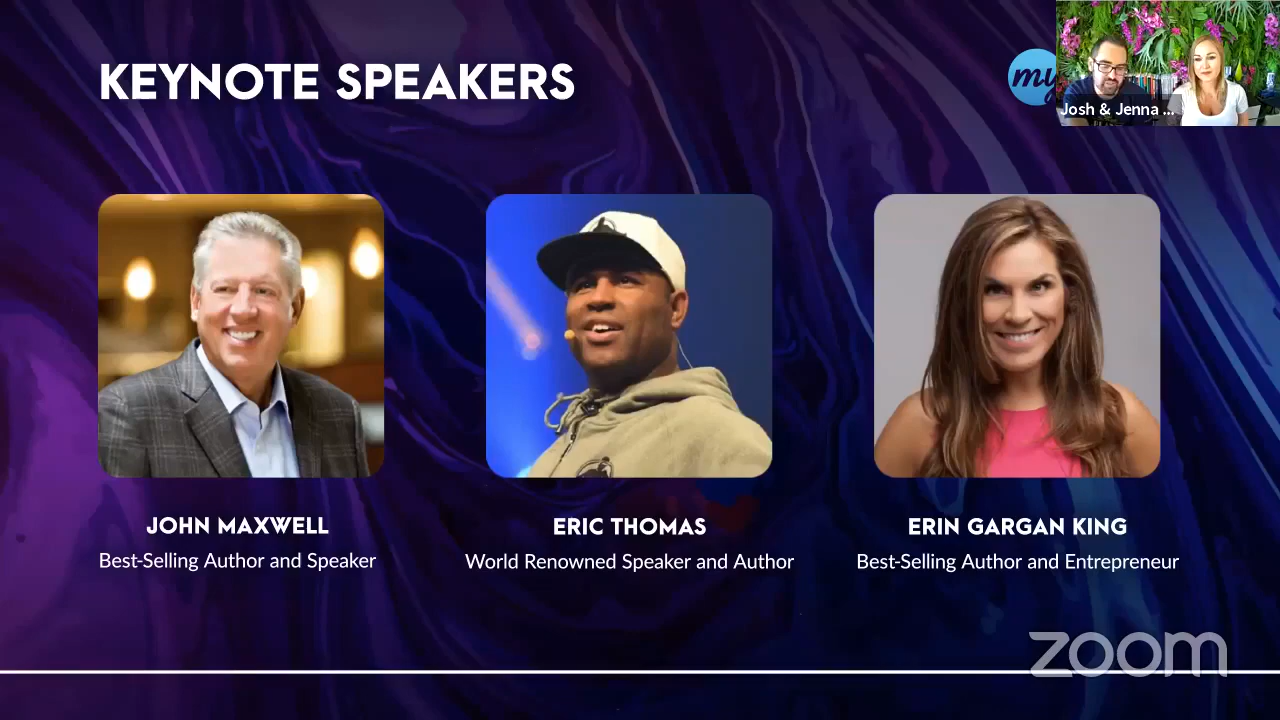 KEYNOTE SPEAKERS
my
Josh & Jenna ...
JOHN MAXWELL
Best-Selling Author and Speaker
ERIC THOMAS
World Renowned Speaker and Author
ERIN GARGAN KING
Best-Selling Author and Entrepreneur
zoom